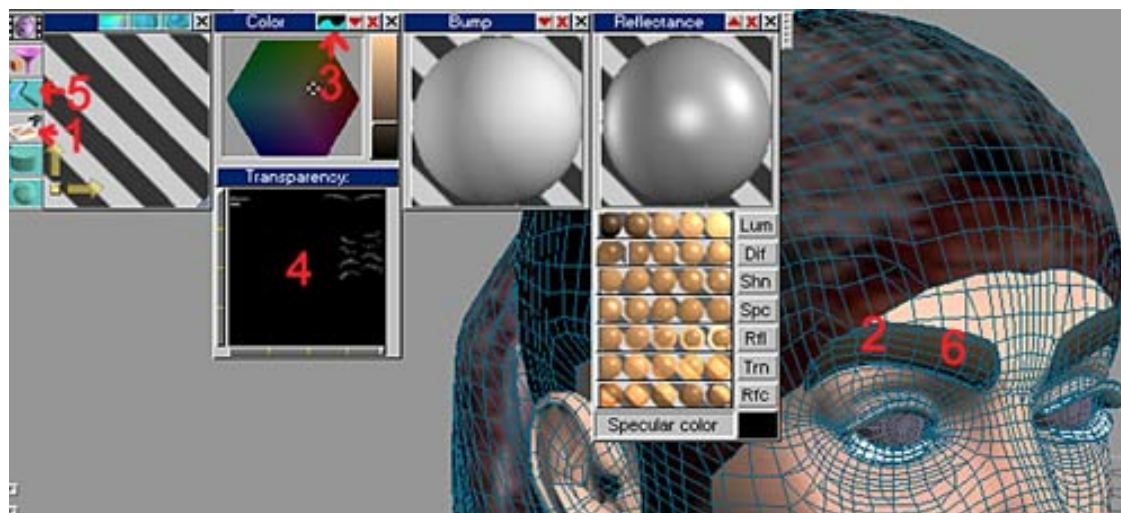 Color
Bump
Reflectance
3
5
1
Transparency:
4
Lum
Dif
Shn
Spc
Rfl
Trn
Rfc
Specular color
2
6